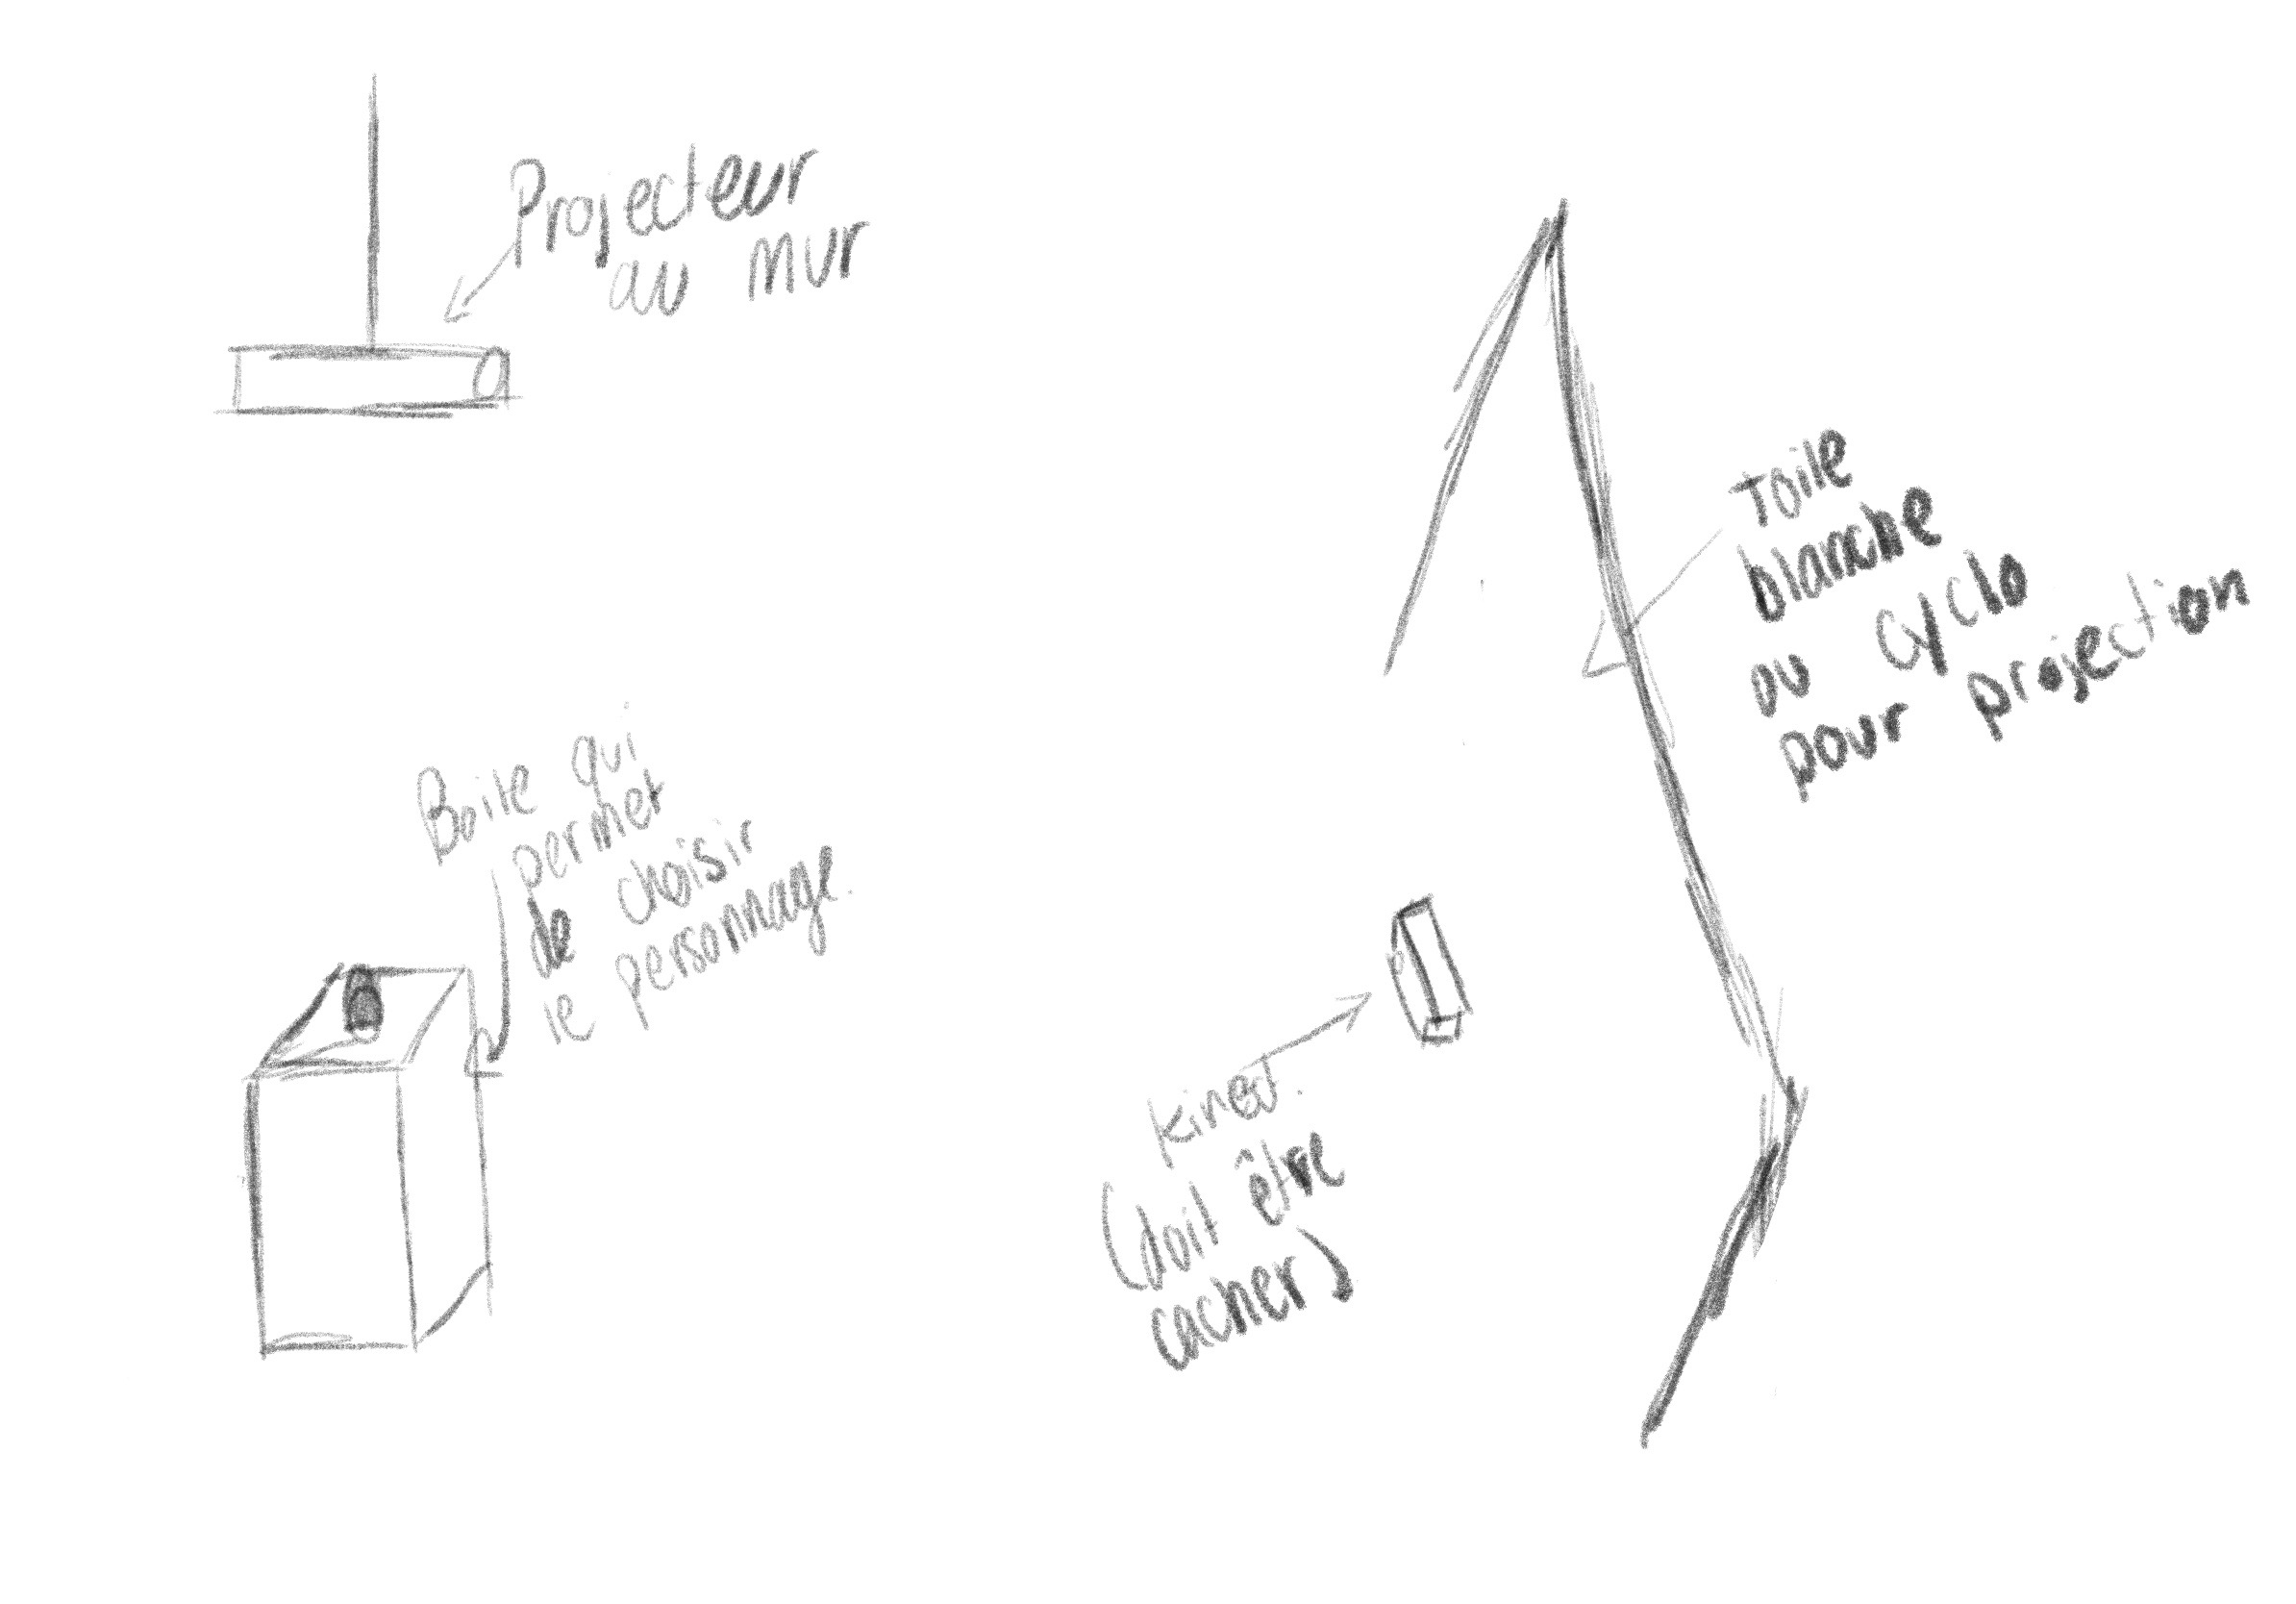 Projecteur
au mur
Toile
blanche
ou cyclo
pour projection
Boite qui
permet
de choisir
le personnage.
Kinect.
(doit être
cacher)